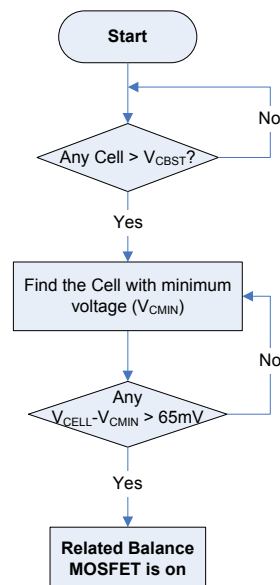 Start
No
Any Cell > VCBST?
Yes
Find the Cell with minimum
voltage (VCMIN)
No
Any
VCELL-VCMIN > 65mV
Yes
Related Balance
MOSFET is on